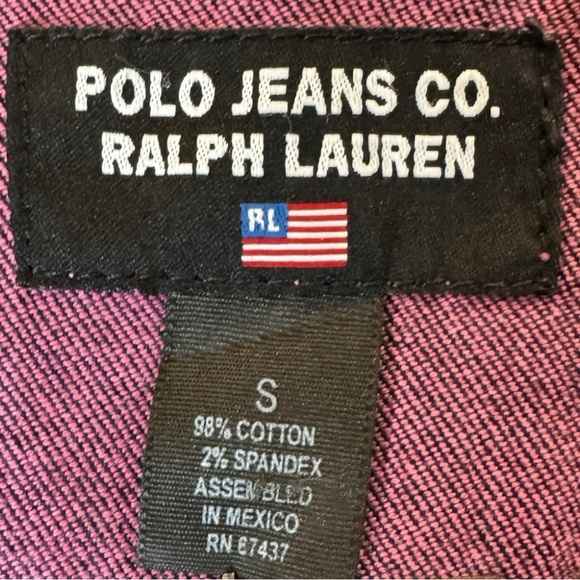 POLO JEANS CO.
RALPH LAUREN
RL
S
98% COTTON
2% SPANDEX
ASSEMBLED
IN MEXICO
RN 67437